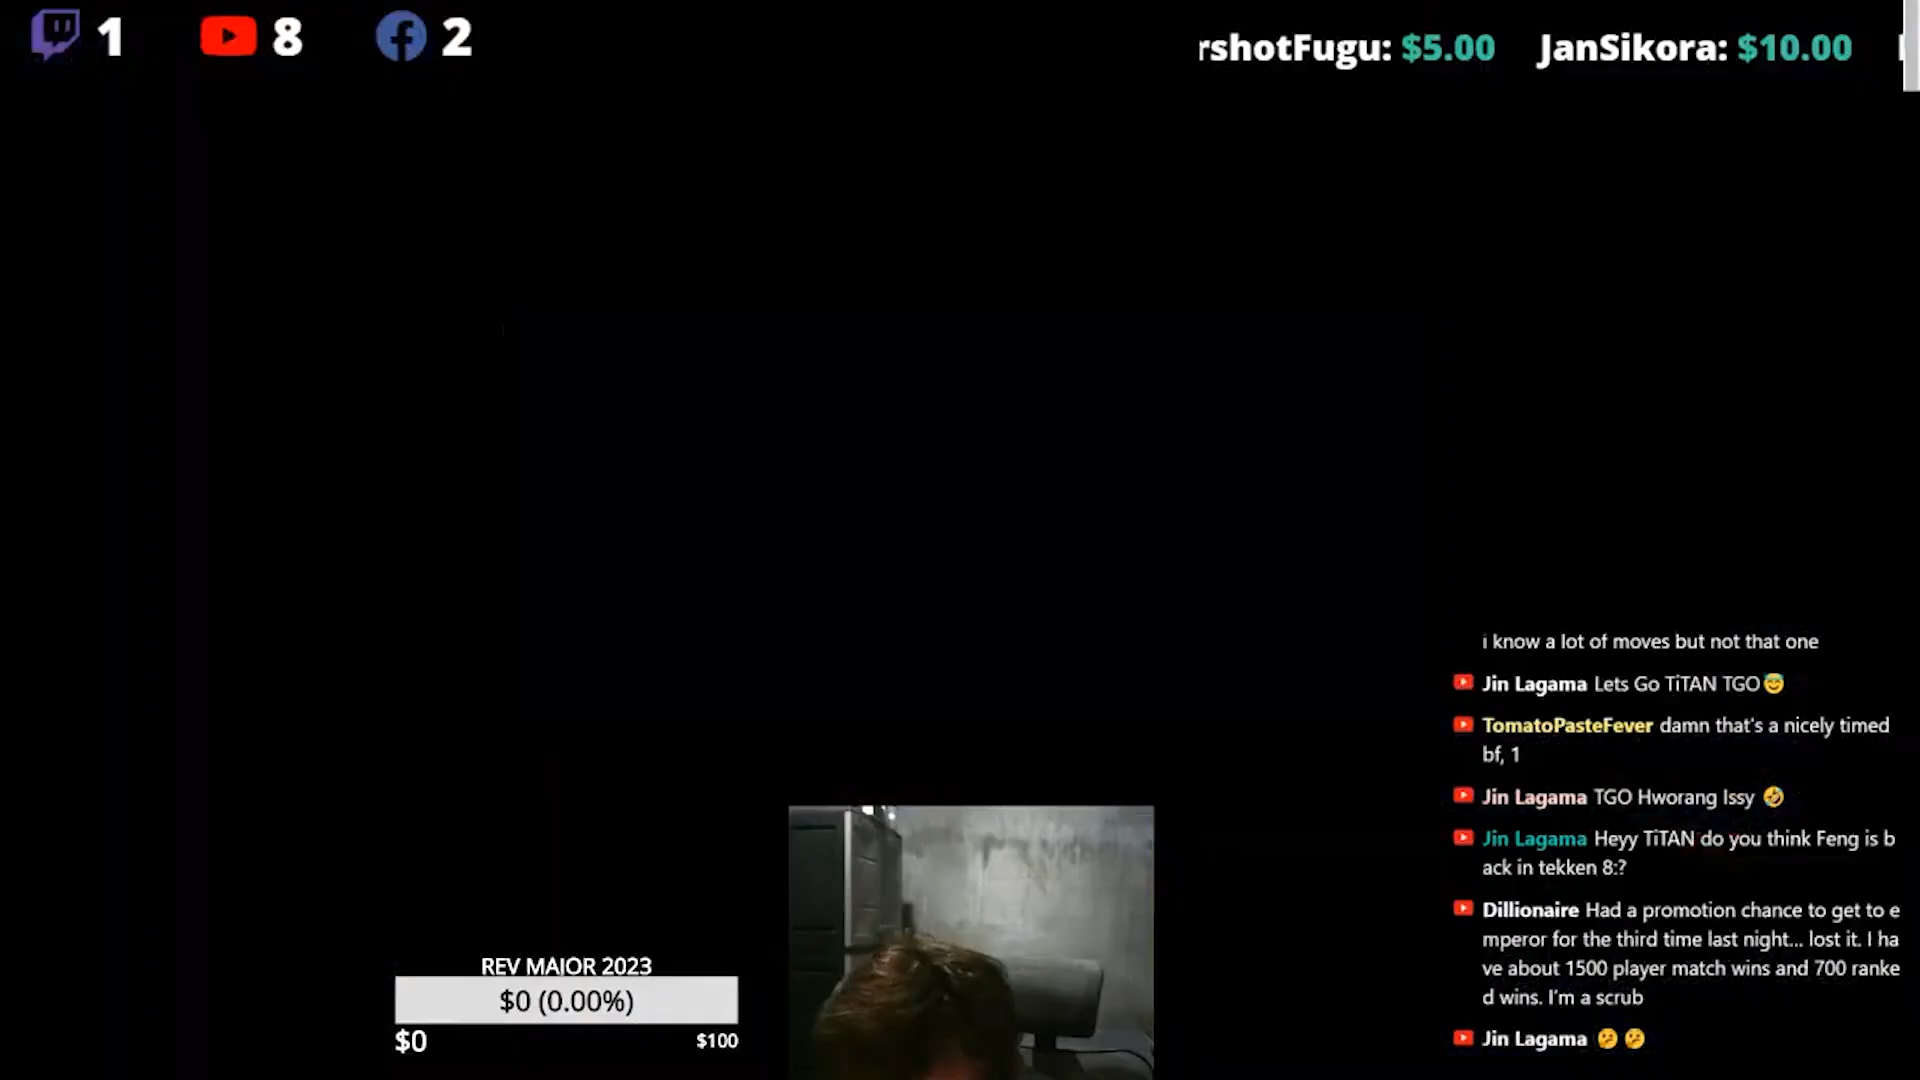 1 8 2
rshotFugu: $5.00 JanSikora: $10.00
i know a lot of moves but not that one
Jin Lagama Lets Go TiTAN TGO😇
TomatoPasteFever damn that's a nicely timed
bf, 1
Jin Lagama TGO Hworang Issy 🤣
Jin Lagama Heyy TiTAN do you think Feng is b
ack in tekken 8:?
Dillionaire Had a promotion chance to get to e
mperor for the third time last night... lost it. I ha
ve about 1500 player match wins and 700 ranke
d wins. I'm a scrub
Jin Lagama 🤔🤔
REV MAJOR 2023
$0 (0.00%)
$0 $100